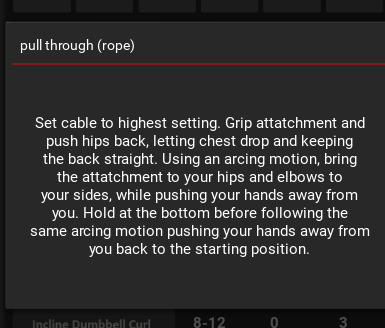 pull through (rope)
Set cable to highest setting. Grip attatchment and
push hips back, letting chest drop and keeping
the back straight. Using an arcing motion, bring
the attatchment to your hips and elbows to
your sides, while pushing your hands away from
you. Hold at the bottom before following the
same arcing motion pushing your hands away from
you back to the starting position.
Incline Dumbbell Curl 8-12 0 3